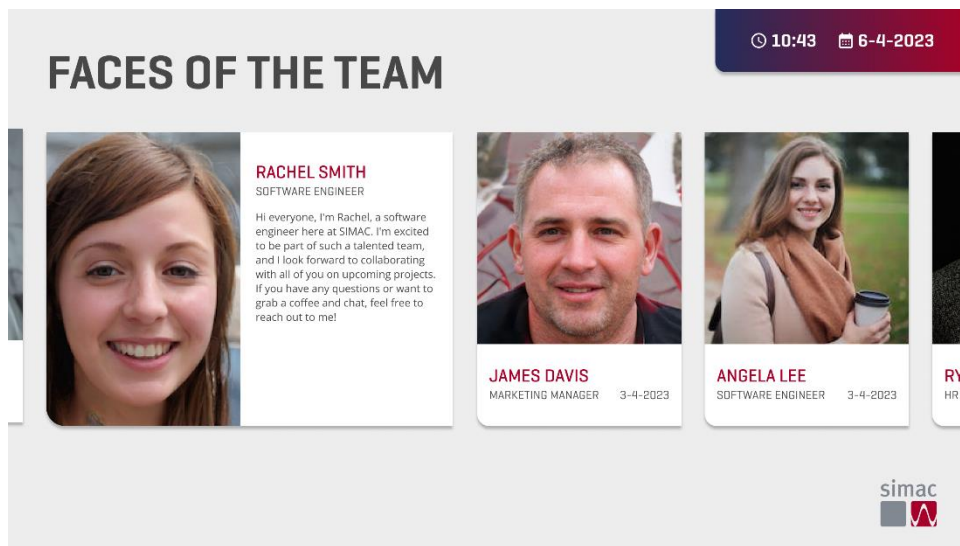 10:43 6-4-2023
FACES OF THE TEAM
RACHEL SMITH
SOFTWARE ENGINEER
Hi everyone, I'm Rachel, a software
engineer here at SIMAC. I'm excited
to be part of such a talented team,
and I look forward to collaborating
with all of you on upcoming projects.
If you have any questions or want to
grab a coffee and chat, feel free to
reach out to me!
JAMES DAVIS
MARKETING MANAGER 3-4-2023
ANGELA LEE
SOFTWARE ENGINEER 3-4-2023
RY
HR
simac